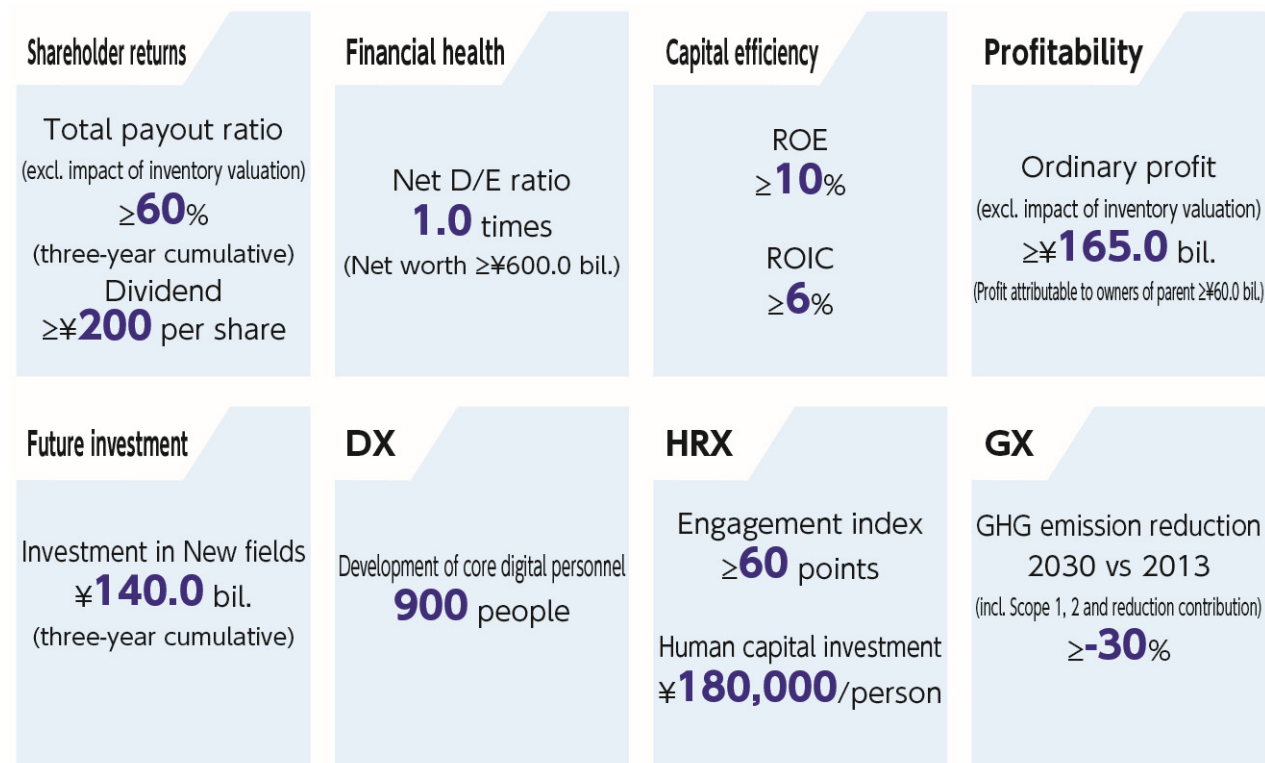 Shareholder returns
Total payout ratio
(excl. impact of inventory valuation)
≥60%
(three-year cumulative)
Dividend
≥¥200 per share
Financial health
Net D/E ratio
1.0 times
(Net worth ≥¥600.0 bil.)
Capital efficiency
ROE
≥10%
ROIC
≥6%
Profitability
Ordinary profit
(excl. impact of inventory valuation)
≥¥165.0 bil.
(Profit attributable to owners of parent ≥¥60.0 bil.)
Future investment
Investment in New fields
¥140.0 bil.
(three-year cumulative)
DX
Development of core digital personnel
900 people
HRX
Engagement index
≥60 points
Human capital investment
¥180,000/person
GX
GHG emission reduction
2030 vs 2013
(incl. Scope 1, 2 and reduction contribution)
≥-30%